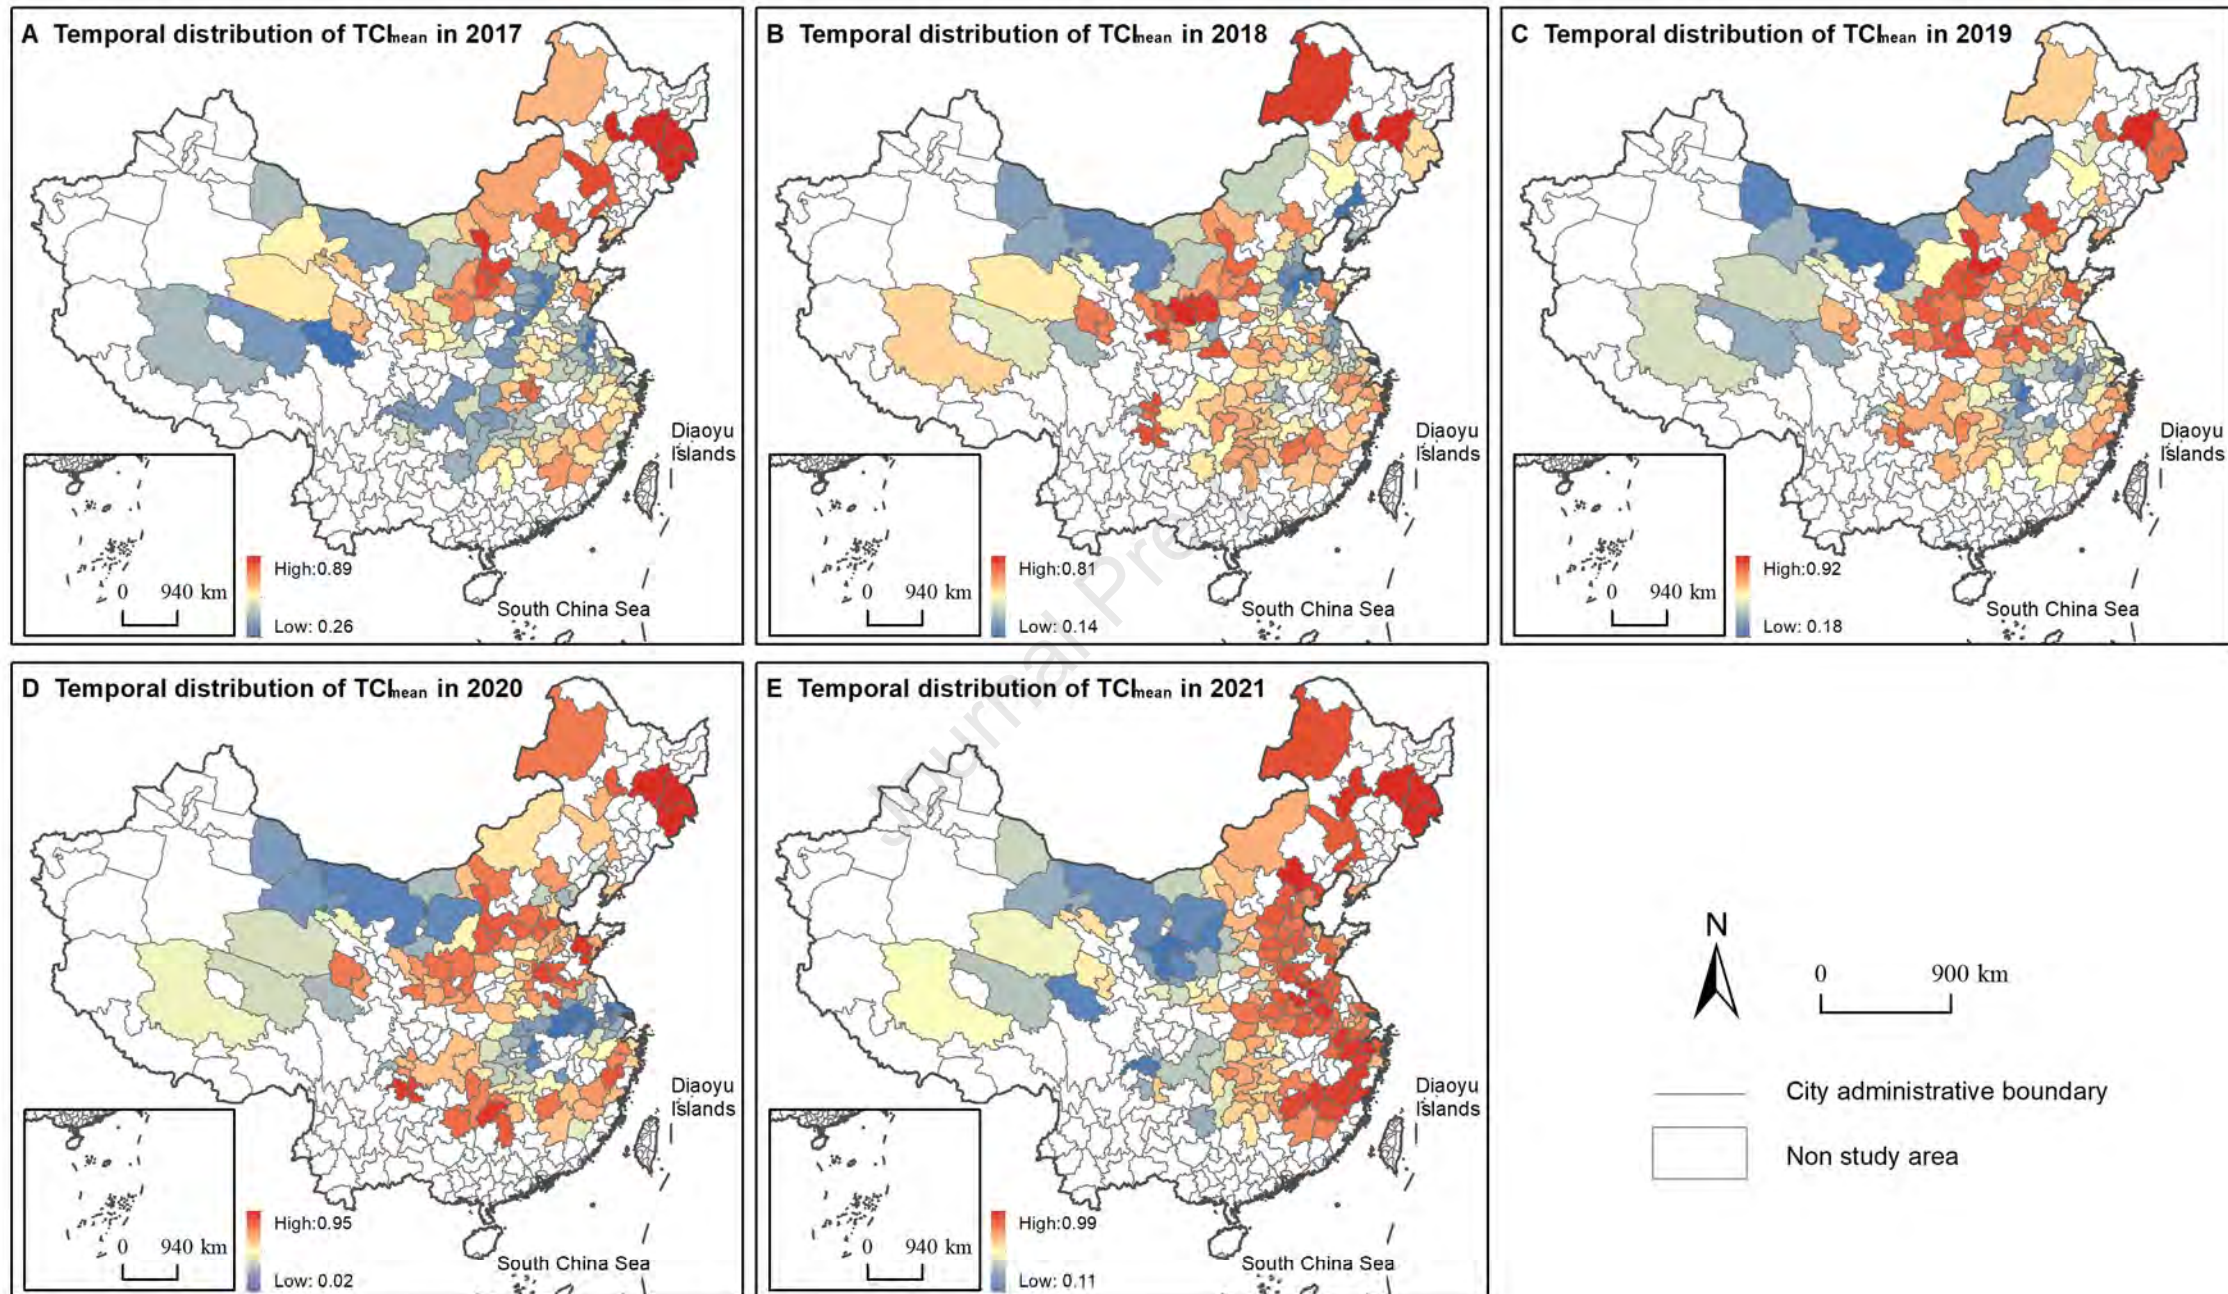 A Temporal distribution of TCImean in 2017
Diaoyu
Islands
0 940 km
High:0.89
Low: 0.26
South China Sea
B Temporal distribution of TCImean in 2018
Diaoyu
Islands
0 940 km
High:0.81
Low: 0.14
South China Sea
C Temporal distribution of TCImean in 2019
Diaoyu
Islands
0 940 km
High:0.92
Low: 0.18
South China Sea
D Temporal distribution of TCImean in 2020
Diaoyu
Islands
0 940 km
High:0.95
Low: 0.02
South China Sea
E Temporal distribution of TCImean in 2021
Diaoyu
Islands
0 940 km
High:0.99
Low: 0.11
South China Sea
N
0 900 km
City administrative boundary
Non study area
Journal Pre